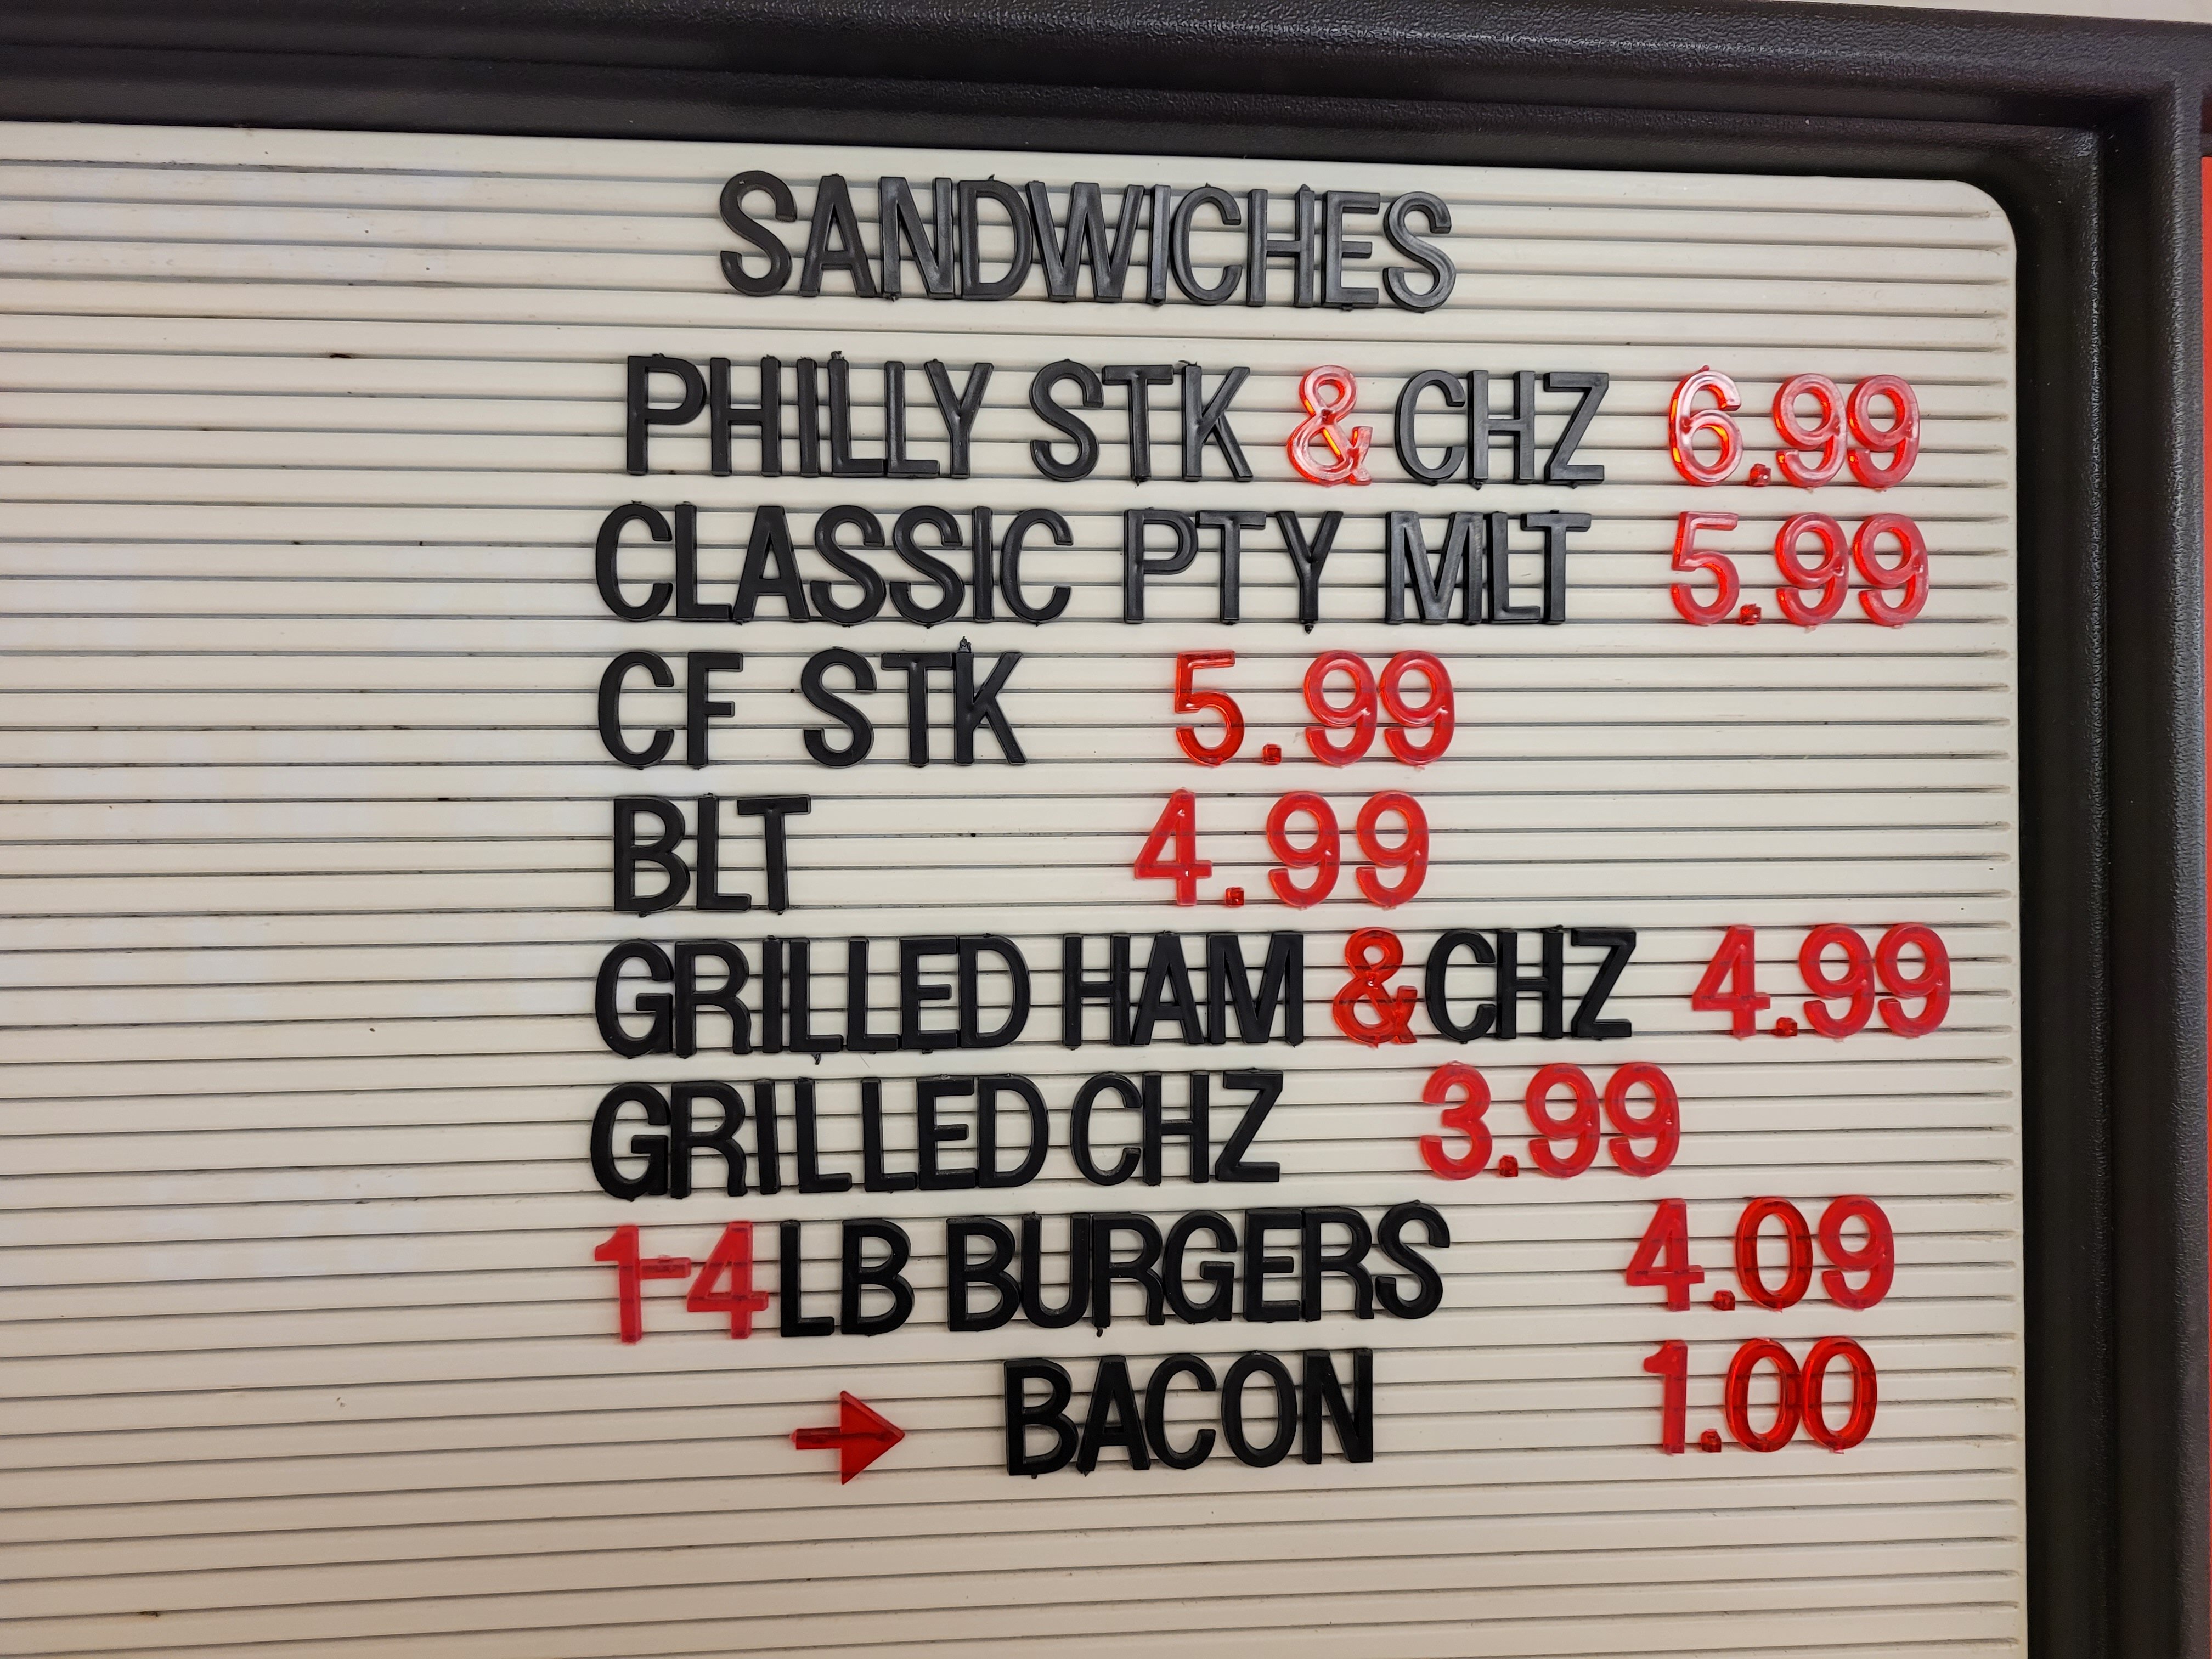 SANDWICHES
PHILLY STK & CHZ 6.99
CLASSIC PTY MLT 5.99
CF STK 5.99
BLT 4.99
GRILLED HAM & CHZ 4.99
GRILLED CHZ 3.99
1-4 LB BURGERS 4.09
→ BACON 1.00